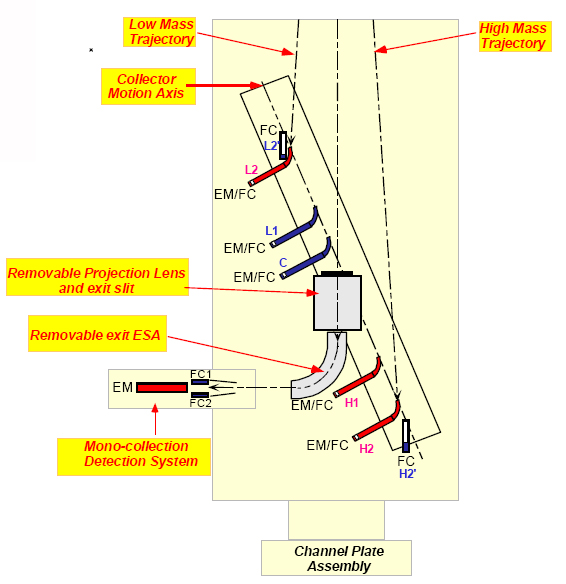 Low Mass
Trajectory
High Mass
Trajectory
Collector
Motion Axis
FC
L2'
L2
EM/FC
L1
EM/FC
C
EM/FC
Removable Projection Lens
and exit slit
Removable exit ESA
FC1
EM
FC2
EM/FC
H1
EM/FC
H2
FC
H2'
Mono-collection
Detection System
Channel Plate
Assembly